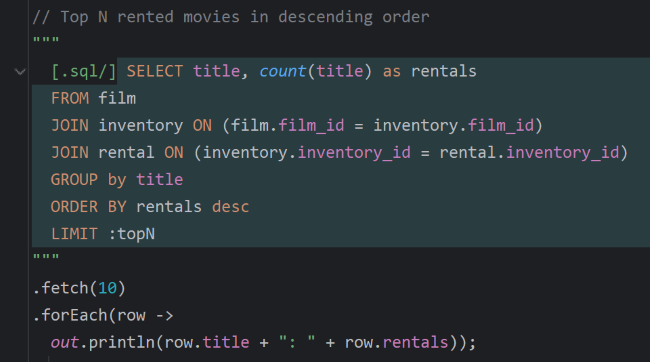 // Top N rented movies in descending order
"""
[.sql/] SELECT title, count(title) as rentals
FROM film
JOIN inventory ON (film.film_id = inventory.film_id)
JOIN rental ON (inventory.inventory_id = rental.inventory_id)
GROUP by title
ORDER BY rentals desc
LIMIT :topN
"""
.fetch(10)
.forEach(row ->
out.println(row.title + ": " + row.rentals));